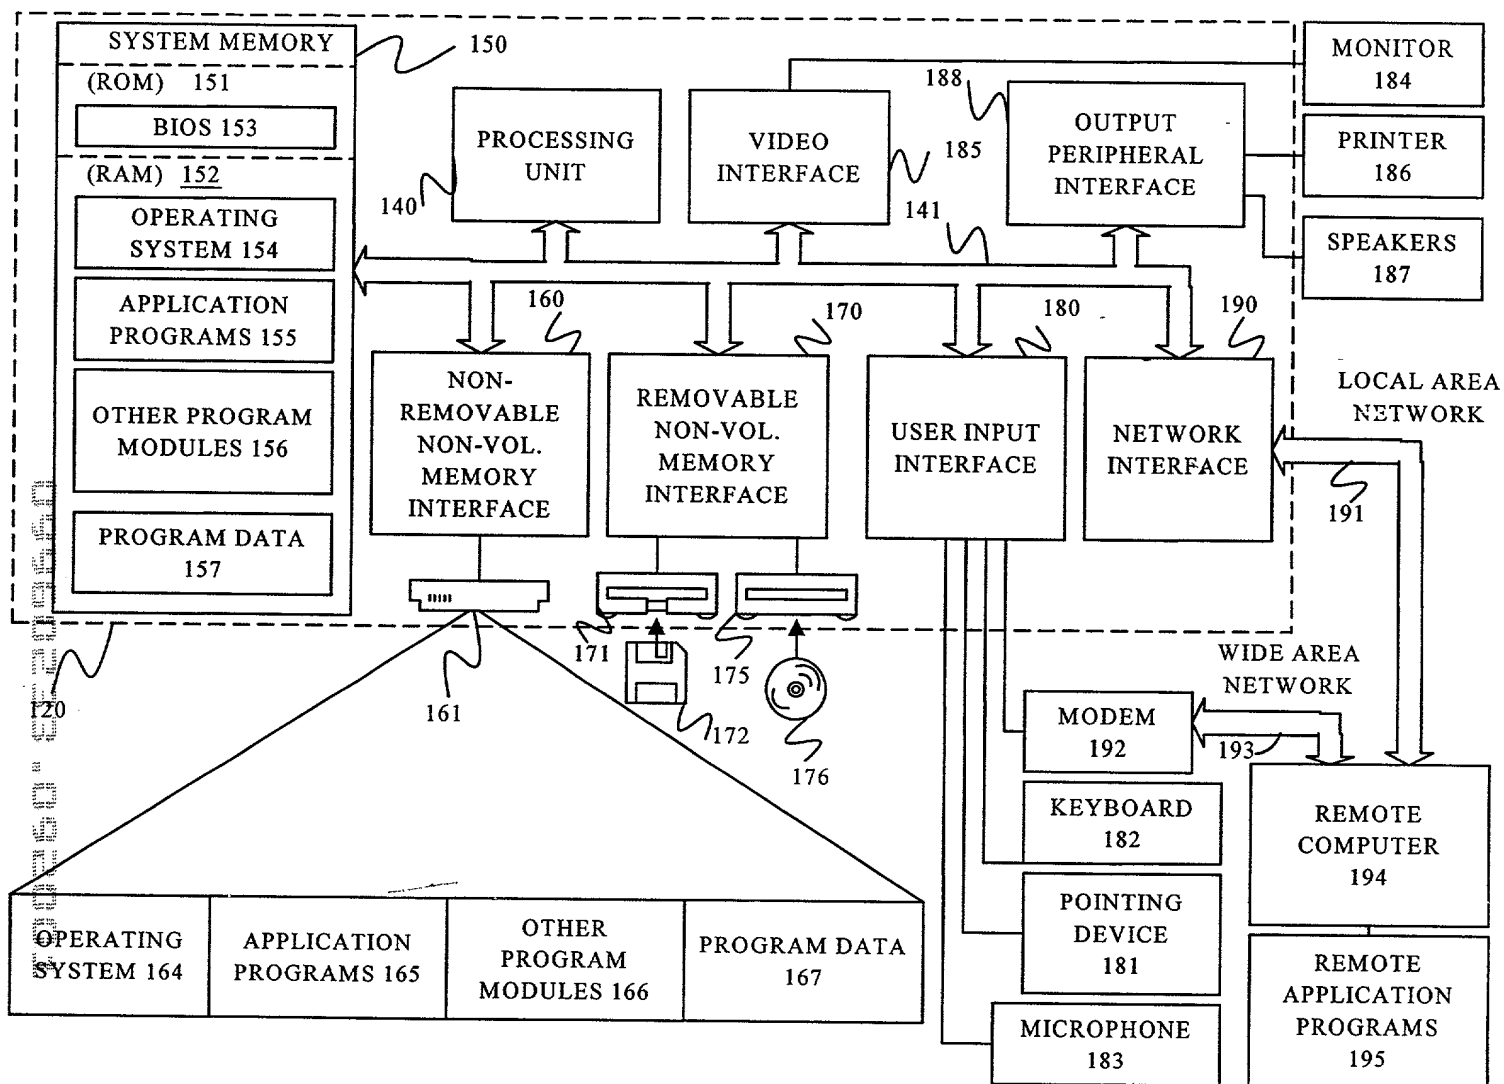 SYSTEM MEMORY
150
(ROM) 151
BIOS 153
(RAM) 152
OPERATING
SYSTEM 154
APPLICATION
PROGRAMS 155
OTHER PROGRAM
MODULES 156
PROGRAM DATA
157
120
PROCESSING
UNIT
140
VIDEO
INTERFACE
185
188
OUTPUT
PERIPHERAL
INTERFACE
141
MONITOR
184
PRINTER
186
SPEAKERS
187
160
NON-
REMOVABLE
NON-VOL.
MEMORY
INTERFACE
170
REMOVABLE
NON-VOL.
MEMORY
INTERFACE
180
USER INPUT
INTERFACE
190
NETWORK
INTERFACE
LOCAL AREA
NETWORK
191
161
171
172
175
176
WIDE AREA
NETWORK
193
MODEM
192
KEYBOARD
182
POINTING
DEVICE
181
MICROPHONE
183
REMOTE
COMPUTER
194
REMOTE
APPLICATION
PROGRAMS
195
OPERATING
SYSTEM 164
APPLICATION
PROGRAMS 165
OTHER
PROGRAM
MODULES 166
PROGRAM DATA
167